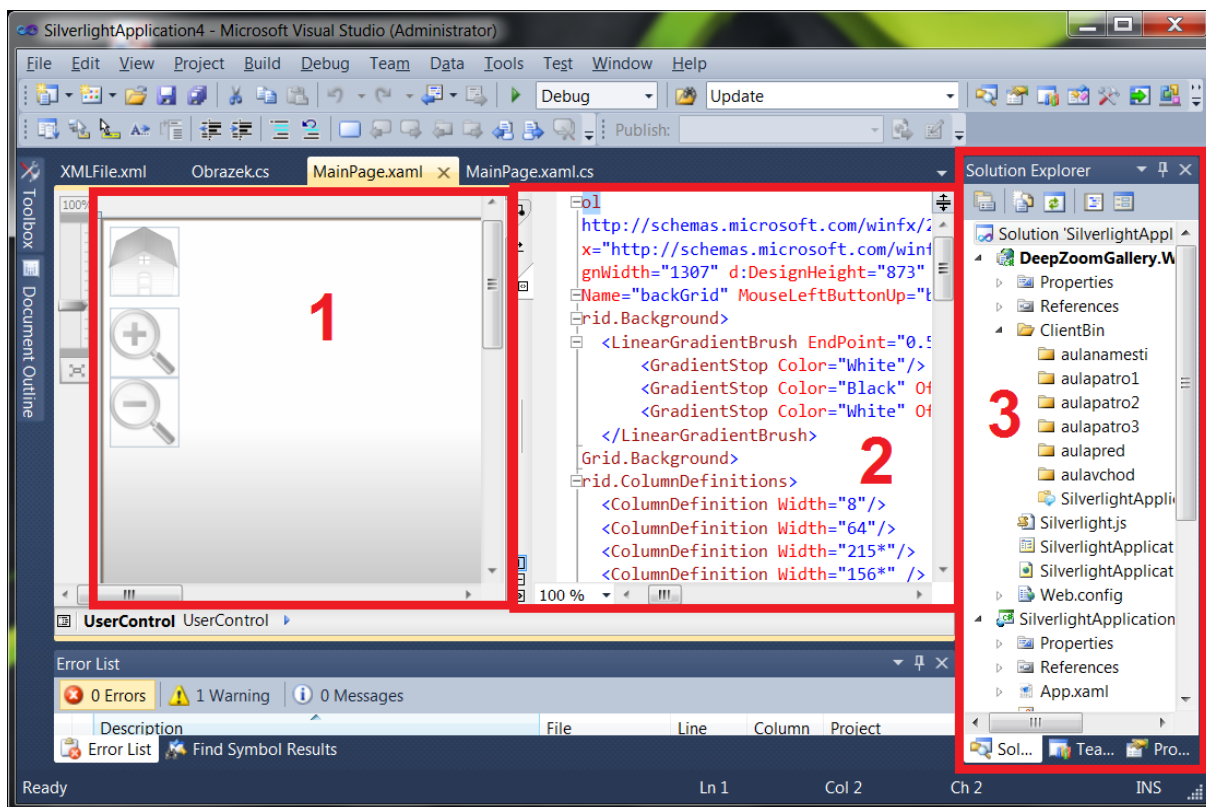 SilverlightApplication4 - Microsoft Visual Studio (Administrator)
File Edit View Project Build Debug Team Data Tools Test Window Help
Debug Update
Publish:
Toolbox
Document Outline
XMLFile.xml Obrazek.cs MainPage.xaml MainPage.xaml.cs
100%
1
ol
http://schemas.microsoft.com/winfx/2
x="http://schemas.microsoft.com/winf
gnWidth="1307" d:DesignHeight="873"
Name="backGrid" MouseLeftButtonUp="b
rid.Background>
<LinearGradientBrush EndPoint="0.5
<GradientStop Color="White"/>
<GradientStop Color="Black" Of
<GradientStop Color="White" Of
</LinearGradientBrush>
Grid.Background>
rid.ColumnDefinitions>
<ColumnDefinition Width="8"/>
<ColumnDefinition Width="64"/>
<ColumnDefinition Width="215*"/>
<ColumnDefinition Width="156*" />
2
100 %
UserControl UserControl
Solution Explorer
Solution 'SilverlightAppl
DeepZoomGallery.W
Properties
References
ClientBin
aulanamesti
aulapatro1
aulapatro2
aulapatro3
aulapred
aulavchod
SilverlightAppli
Silverlight.js
SilverlightApplicat
SilverlightApplicat
Web.config
SilverlightApplication
Properties
References
App.xaml
3
Sol... Tea... Pro...
Error List
0 Errors 1 Warning 0 Messages
Description File Line Column Project
Error List Find Symbol Results
Ready Ln 1 Col 2 Ch 2 INS